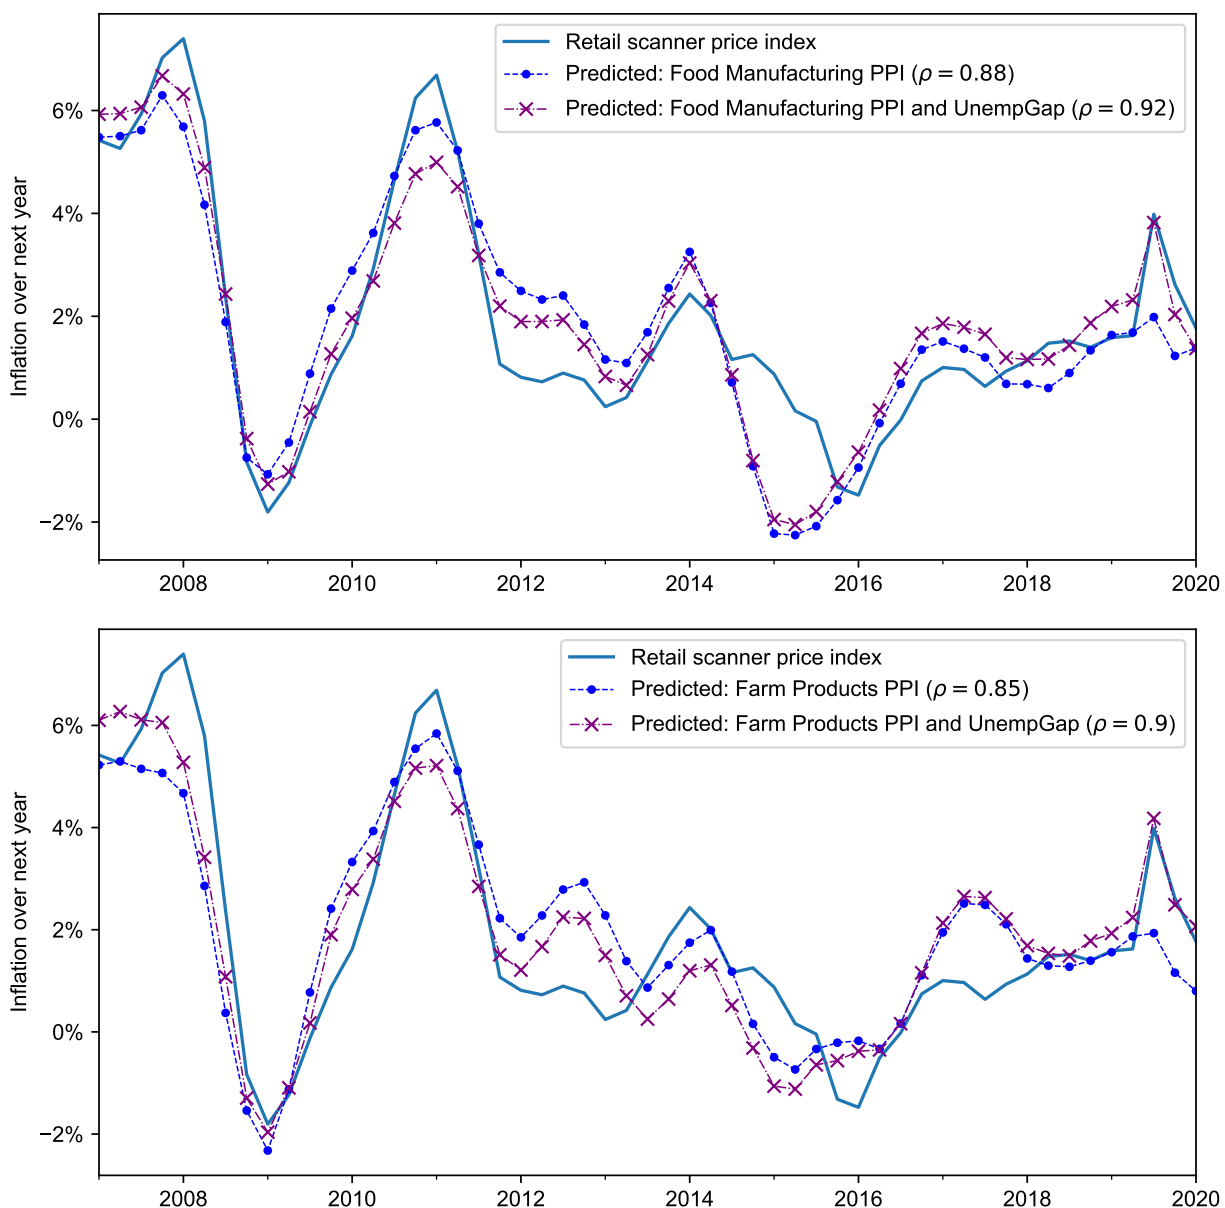 Retail scanner price index
Predicted: Food Manufacturing PPI (ρ = 0.88)
Predicted: Food Manufacturing PPI and UnempGap (ρ = 0.92)
Inflation over next year
6%
4%
2%
0%
−2%
2008 2010 2012 2014 2016 2018 2020
Retail scanner price index
Predicted: Farm Products PPI (ρ = 0.85)
Predicted: Farm Products PPI and UnempGap (ρ = 0.9)
Inflation over next year
6%
4%
2%
0%
−2%
2008 2010 2012 2014 2016 2018 2020